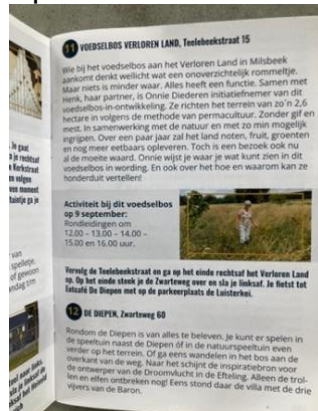 11 VOEDSELBOS VERLOREN LAND, Teelebeekstraat 15
Wie bij het voedselbos aan het Verloren Land in Milsbeek
aankomt denkt wellicht wat een onoverzichtelijk rommeltje.
Maar niets is minder waar. Alles heeft een functie. Samen met
Henk, haar partner, is Onnie Diederen initiatiefnemer van dit
voedselbos-in-ontwikkeling. Ze richten het terrein van zo'n 2,6
hectare in volgens de methode van permacultuur. Zonder gif en
mest. In samenwerking met de natuur en met zo min mogelijk
ingrijpen. Over een paar jaar zal het land noten, fruit, groenten
en nog meer eetbaars opleveren. Toch is een bezoek ook nu
al de moeite waard. Onnie wijst je waar je wat kunt zien in dit
voedselbos in wording. En ook over het hoe en waarom kan ze
honderduit vertellen!
Activiteit bij dit voedselbos
op 9 september:
Rondleidingen om
12.00 - 13.00 - 14.00 -
15.00 en 16.00 uur.
Vervolg de Teelebeekstraat en ga op het einde rechtsaf het Verloren Land
op. Op het einde steek je de Zwarteweg over en sla je linksaf. Je fietst tot
Eetcafé De Diepen met op de parkeerplaats de Luisterkei.
12 DE DIEPEN, Zwarteweg 60
Rondom de Diepen is van alles te beleven. Je kunt er spelen in
de speeltuin naast de Diepen óf in de natuurspeeltuin even
verder op het terrein. Of ga eens wandelen in het bos aan de
overkant van de weg. Naar het schijnt de inspiratiebron voor
de ontwerper van de Droomvlucht in de Efteling. Alleen de trol-
len en elfen ontbreken nog! Eens stond daar de villa met de drie
vijvers van de Baron.